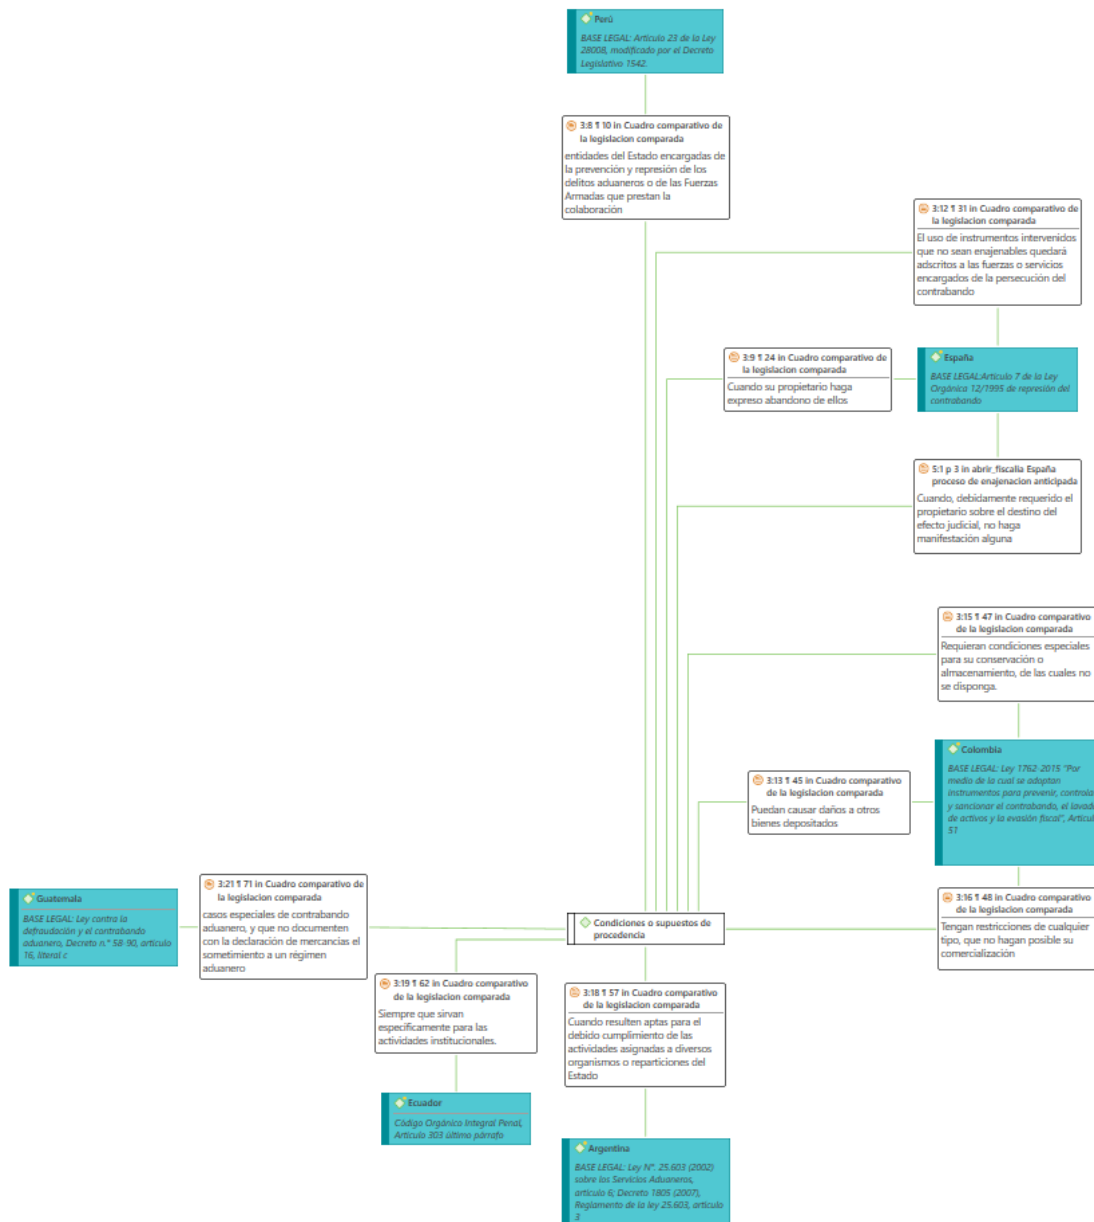 Perú
BASE LEGAL: Artículo 23 de la Ley
28008, modificado por el Decreto
Legislativo 1542.
3:8 ¶ 10 in Cuadro comparativo de
la legislacion comparada
entidades del Estado encargadas de
la prevención y represión de los
delitos aduaneros o de las Fuerzas
Armadas que prestan la
colaboración
3:12 ¶ 31 in Cuadro comparativo de
la legislacion comparada
El uso de instrumentos intervenidos
que no sean enajenables quedará
adscritos a las fuerzas o servicios
encargados de la persecución del
contrabando
3:9 ¶ 24 in Cuadro comparativo de
la legislacion comparada
Cuando su propietario haga
expreso abandono de ellos
España
BASE LEGAL:Artículo 7 de la Ley
Orgánica 12/1995 de represión del
contrabando
5:1 p 3 in abrir_fiscalia España
proceso de enajenacion anticipada
Cuando, debidamente requerido el
propietario sobre el destino del
efecto judicial, no haga
manifestación alguna
3:15 ¶ 47 in Cuadro comparativo
de la legislacion comparada
Requieran condiciones especiales
para su conservación o
almacenamiento, de las cuales no
se disponga.
Colombia
BASE LEGAL: Ley 1762-2015 "Por
medio de la cual se adoptan
instrumentos para prevenir, controla
y sancionar el contrabando, el lavad
de activos y la evasión fiscal", Artícul
51
3:13 ¶ 45 in Cuadro comparativo
de la legislacion comparada
Puedan causar daños a otros
bienes depositados
3:16 ¶ 48 in Cuadro comparativo
de la legislacion comparada
Tengan restricciones de cualquier
tipo, que no hagan posible su
comercialización
Guatemala
BASE LEGAL: Ley contra la
defraudación y el contrabando
aduanero, Decreto n.° 58-90, artículo
16, literal c
3:21 ¶ 71 in Cuadro comparativo de
la legislacion comparada
casos especiales de contrabando
aduanero, y que no documenten
con la declaración de mercancías el
sometimiento a un régimen
aduanero
Condiciones o supuestos de
procedencia
3:19 ¶ 62 in Cuadro comparativo
de la legislacion comparada
Siempre que sirvan
específicamente para las
actividades institucionales.
3:18 ¶ 57 in Cuadro comparativo
de la legislacion comparada
Cuando resulten aptas para el
debido cumplimiento de las
actividades asignadas a diversos
organismos o reparticiones del
Estado
Ecuador
Código Orgánico Integral Penal,
Artículo 303 último párrafo
Argentina
BASE LEGAL: Ley N°. 25.603 (2002)
sobre los Servicios Aduaneros,
artículo 6; Decreto 1805 (2007),
Reglamento de la ley 25.603, artículo
3